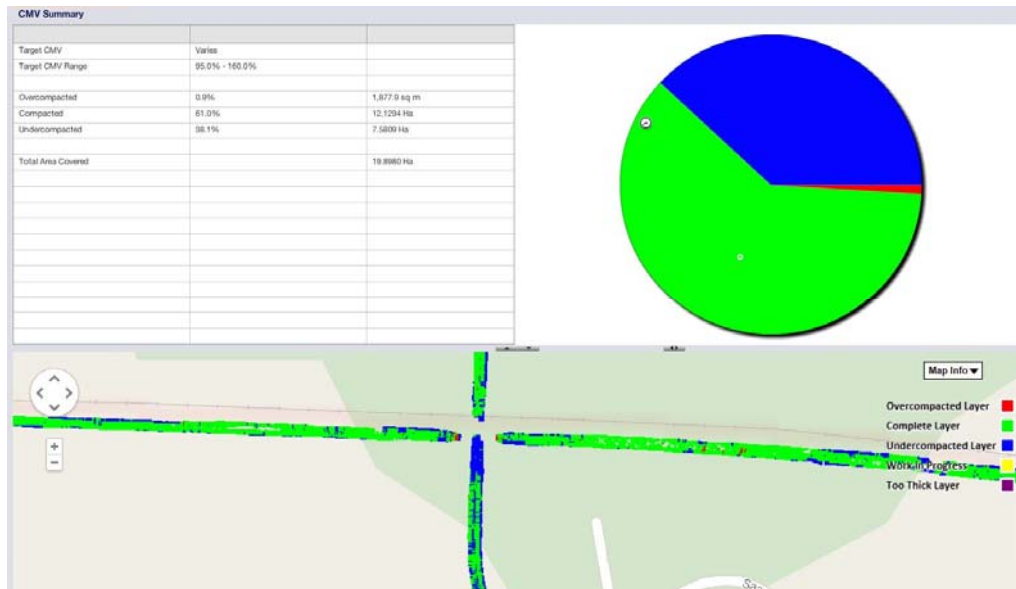 CMV Summary
Target CMV Varies
Target CMV Range 95.0% - 160.0%
Overcompacted 0.9% 1,877.9 sq m
Compacted 61.0% 12.1294 Ha
Undercompacted 38.1% 7.5809 Ha
Total Area Covered 19.8980 Ha
Map Info
Overcompacted Layer
Complete Layer
Undercompacted Layer
Work In Progress
Too Thick Layer